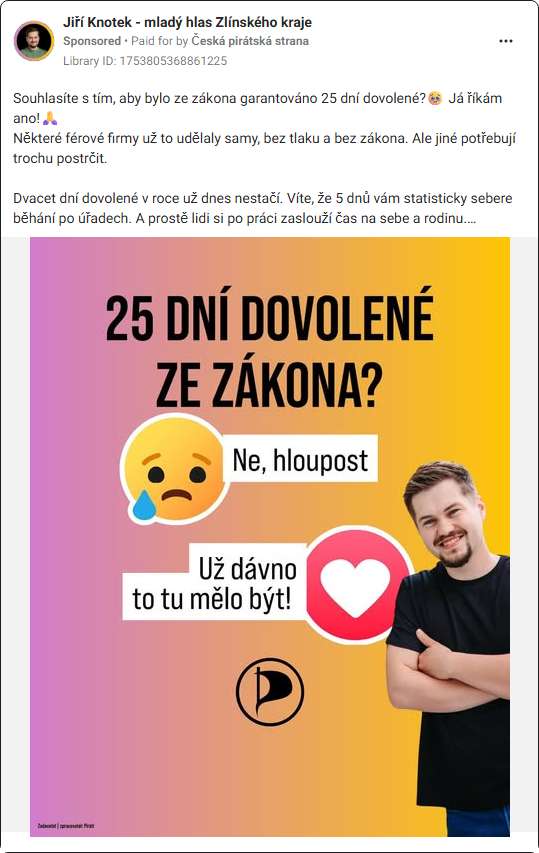 Jiří Knotek - mladý hlas Zlínského kraje
Sponsored • Paid for by Česká pirátská strana
Library ID: 1753805368861225
Souhlasíte s tím, aby bylo ze zákona garantováno 25 dní dovolené?🥹 Já říkám
ano!🙏
Některé férové firmy už to udělaly samy, bez tlaku a bez zákona. Ale jiné potřebují
trochu postrčit.
Dvacet dní dovolené v roce už dnes nestačí. Víte, že 5 dnů vám statisticky sebere
běhání po úřadech. A prostě lidi si po práci zaslouží čas na sebe a rodinu....
25 DNÍ DOVOLENÉ
ZE ZÁKONA?
Ne, hloupost
Už dávno
to tu mělo být!
Zadavatel | zpracovatel: Piráti